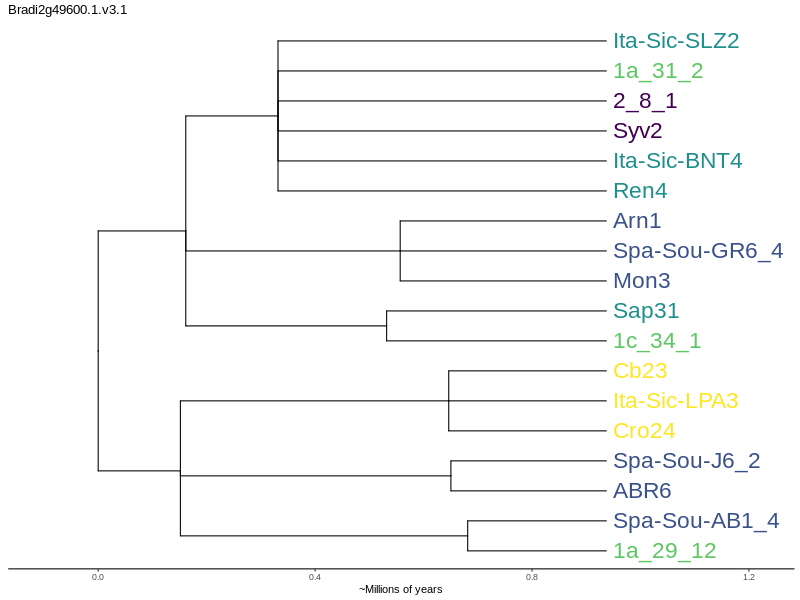 Bradi2g49600.1.v3.1
Ita-Sic-SLZ2
1a_31_2
2_8_1
Syv2
Ita-Sic-BNT4
Ren4
Arn1
Spa-Sou-GR6_4
Mon3
Sap31
1c_34_1
Cb23
Ita-Sic-LPA3
Cro24
Spa-Sou-J6_2
ABR6
Spa-Sou-AB1_4
1a_29_12
0.0 0.4 0.8 1.2
~Millions of years